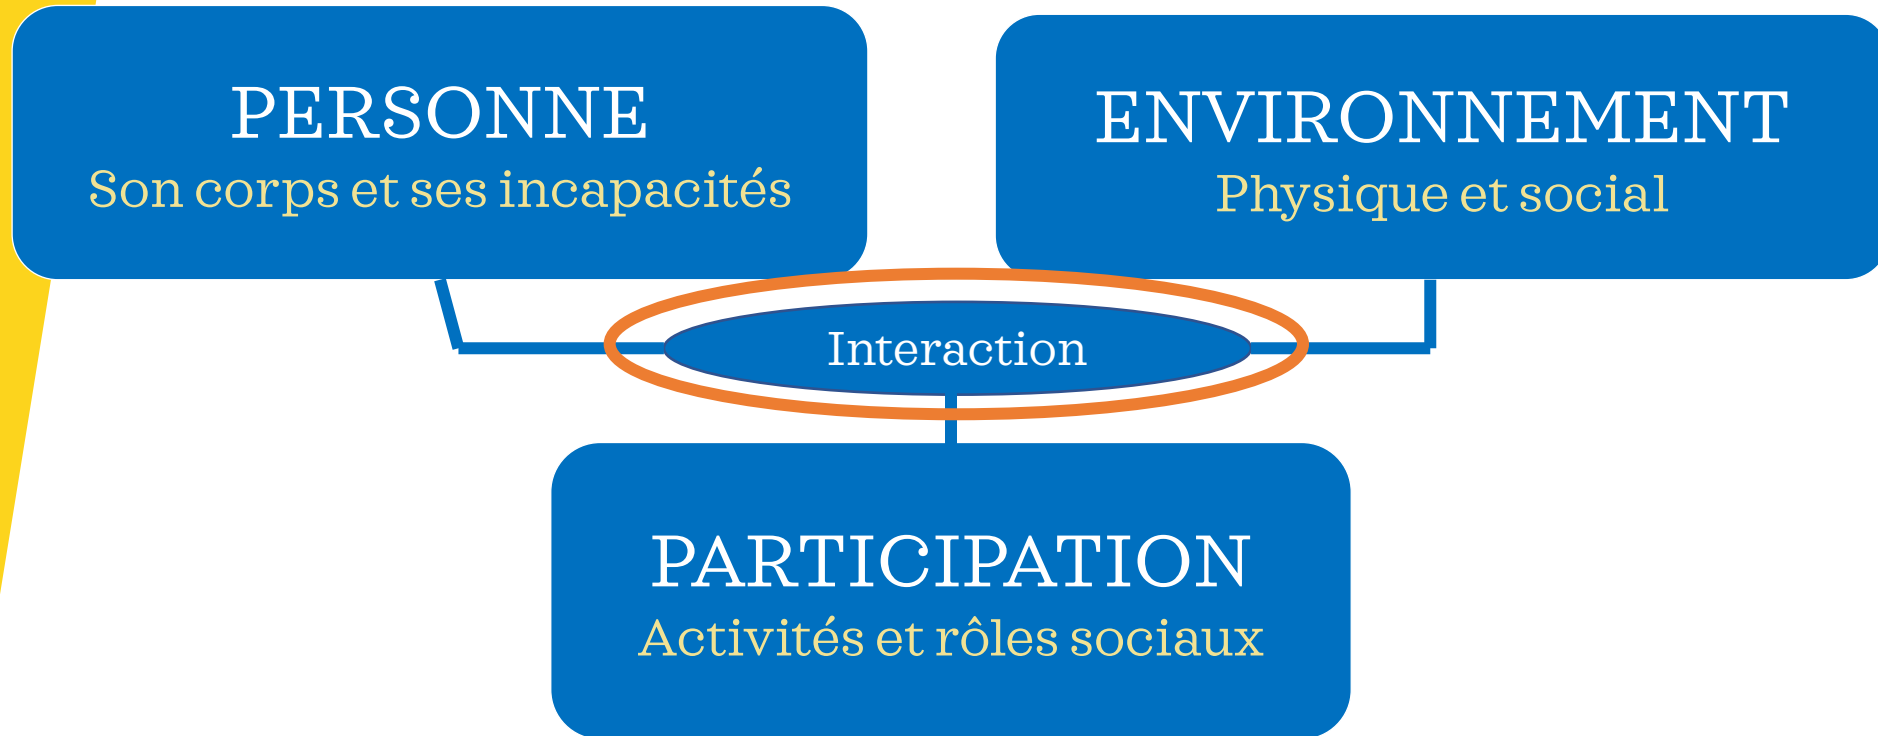 PERSONNE
Son corps et ses incapacités
ENVIRONNEMENT
Physique et social
Interaction
PARTICIPATION
Activités et rôles sociaux